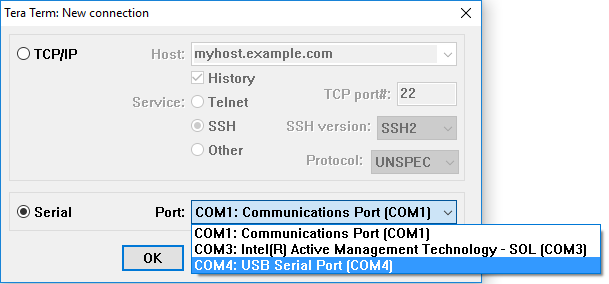 Tera Term: New connection
TCP/IP Host: myhost.example.com
History
Service: Telnet TCP port#: 22
SSH SSH version: SSH2
Other Protocol: UNSPEC
Serial Port: COM1: Communications Port (COM1)
COM1: Communications Port (COM1)
COM3: Intel(R) Active Management Technology - SOL (COM3)
COM4: USB Serial Port (COM4)
OK